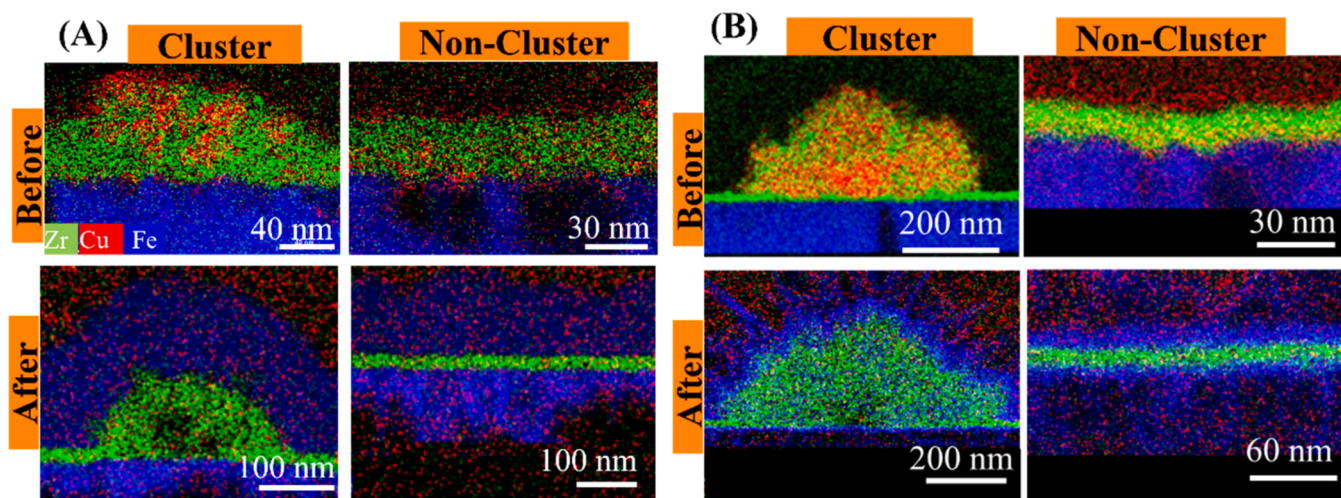 (A)
Cluster
Non-Cluster
Before
Zr Cu Fe
40 nm
30 nm
After
100 nm
100 nm
(B)
Cluster
Non-Cluster
Before
200 nm
30 nm
After
200 nm
60 nm